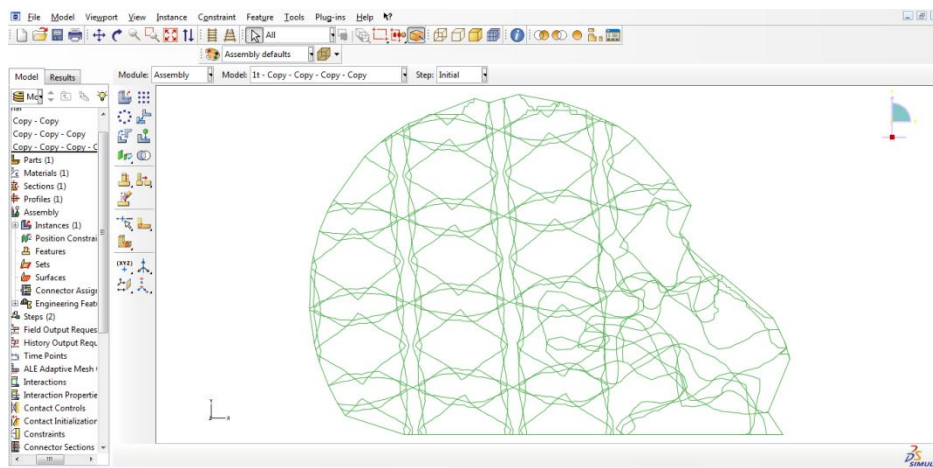 File Model Viewport View Instance Constraint Feature Tools Plug-ins Help
All
Assembly defaults
Model Results
Module: Assembly Model: 1t - Copy - Copy - Copy - Copy Step: Initial
Copy - Copy
Copy - Copy - Copy
Copy - Copy - Copy - C
Parts (1)
Materials (1)
Sections (1)
Profiles (1)
Assembly
Instances (1)
Position Constrai
Features
Sets
Surfaces
Connector Assign
Engineering Feat
Steps (2)
Field Output Reques
History Output Requ
Time Points
ALE Adaptive Mesh
Interactions
Interaction Propertie
Contact Controls
Contact Initialization
Constraints
Connector Sections
(XYZ)
Y
X
SIMUL